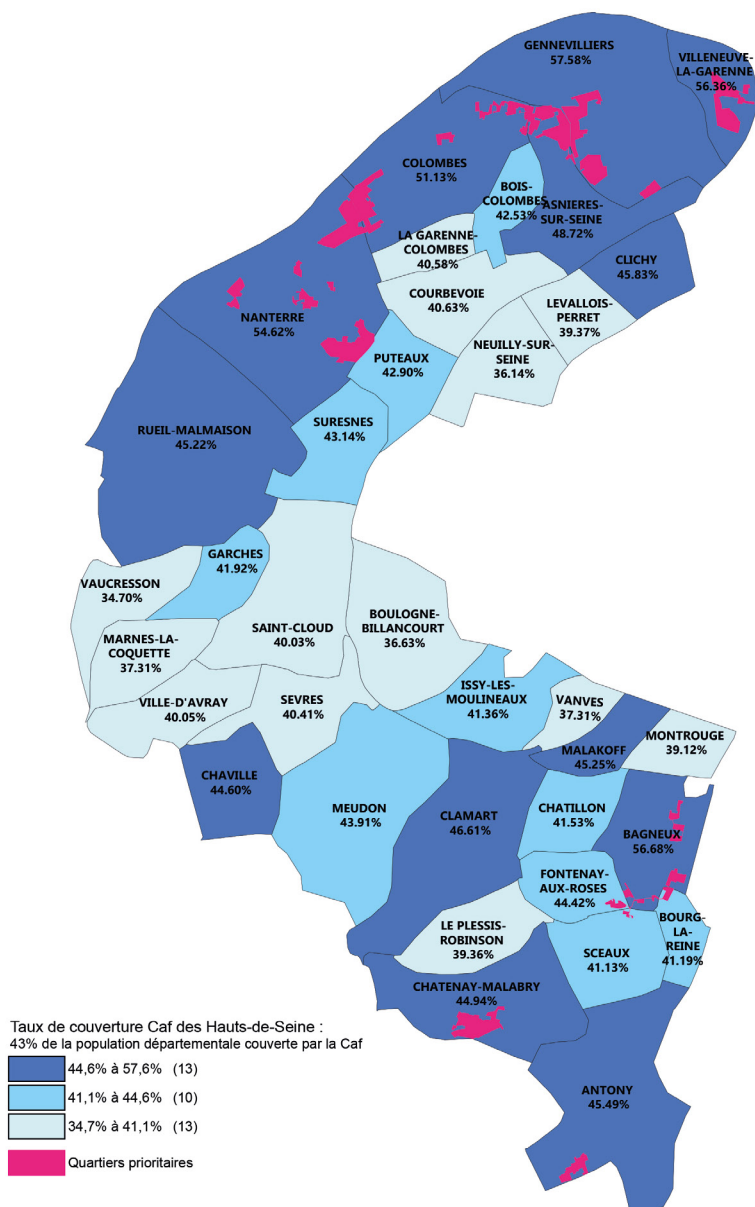 GENNEVILLIERS
57.58%
VILLENEUVE-
LA-GARENNE
56.36%
COLOMBES
51.13%
BOIS-
COLOMBES
42.53%
ASNIERES-
SUR-SEINE
48.72%
LA GARENNE-
COLOMBES
40.58%
CLICHY
45.83%
COURBEVOIE
40.63%
LEVALLOIS-
PERRET
39.37%
NANTERRE
54.62%
NEUILLY-SUR-
SEINE
36.14%
PUTEAUX
42.90%
SURESNES
43.14%
RUEIL-MALMAISON
45.22%
GARCHES
41.92%
VAUCRESSON
34.70%
BOULOGNE-
BILLANCOURT
36.63%
SAINT-CLOUD
40.03%
MARNES-LA-
COQUETTE
37.31%
VILLE-D'AVRAY
40.05%
SEVRES
40.41%
ISSY-LES-
MOULINEAUX
41.36%
VANVES
37.31%
MONTROUGE
39.12%
MALAKOFF
45.25%
CHAVILLE
44.60%
MEUDON
43.91%
CLAMART
46.61%
CHATILLON
41.53%
BAGNEUX
56.68%
FONTENAY-
AUX-ROSES
44.42%
BOURG-
LA-
REINE
41.19%
LE PLESSIS-
ROBINSON
39.36%
SCEAUX
41.13%
CHATENAY-MALABRY
44.94%
ANTONY
45.49%
Taux de couverture Caf des Hauts-de-Seine :
43% de la population départementale couverte par la Caf
44,6% à 57,6% (13)
41,1% à 44,6% (10)
34,7% à 41,1% (13)
Quartiers prioritaires